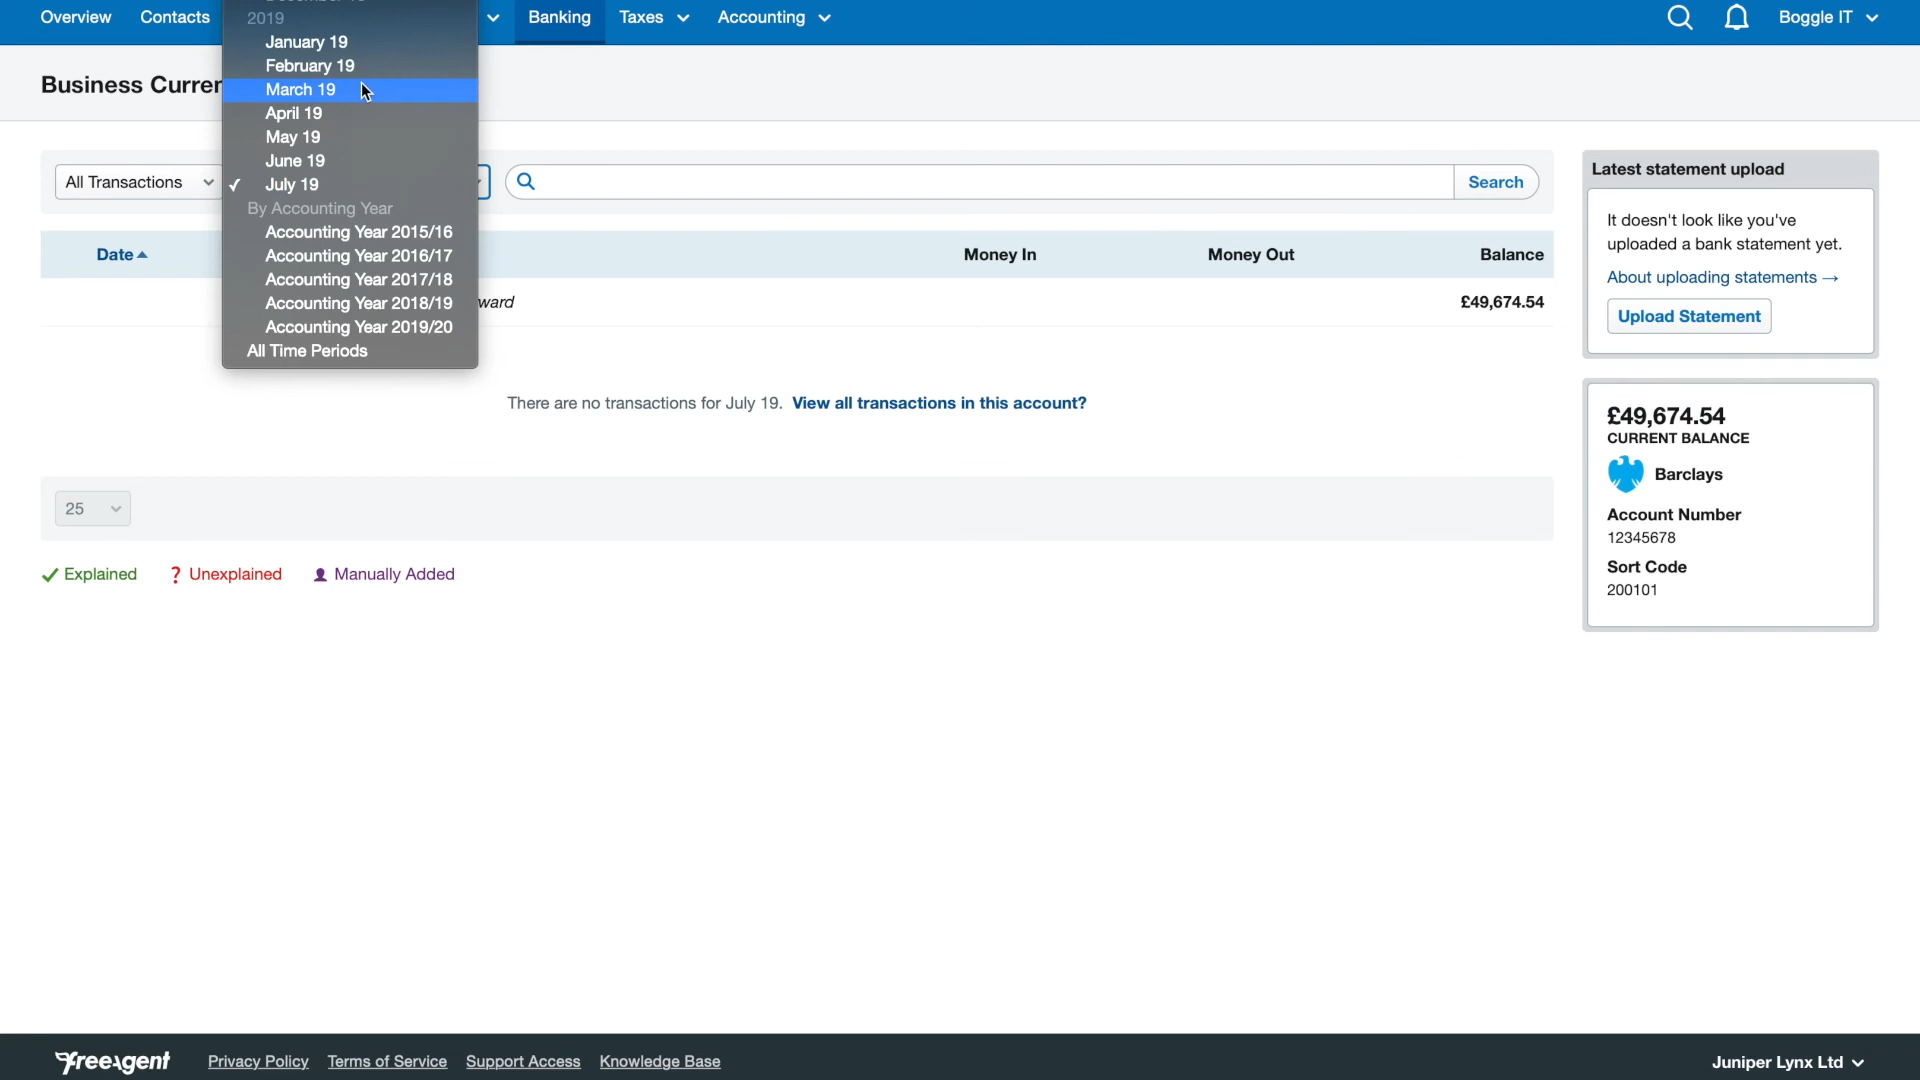 Overview Contacts Banking Taxes Accounting Boggle IT
2019
January 19
February 19
Business Curren
March 19
April 19
May 19
June 19
July 19
By Accounting Year
Accounting Year 2015/16
Accounting Year 2016/17
Accounting Year 2017/18
Accounting Year 2018/19
Accounting Year 2019/20
All Time Periods
All Transactions
Search
Date Money In Money Out Balance
ward £49,674.54
There are no transactions for July 19. View all transactions in this account?
25
Explained ? Unexplained Manually Added
Latest statement upload
It doesn't look like you've
uploaded a bank statement yet.
About uploading statements →
Upload Statement
£49,674.54
CURRENT BALANCE
Barclays
Account Number
12345678
Sort Code
200101
FreeAgent Privacy Policy Terms of Service Support Access Knowledge Base Juniper Lynx Ltd